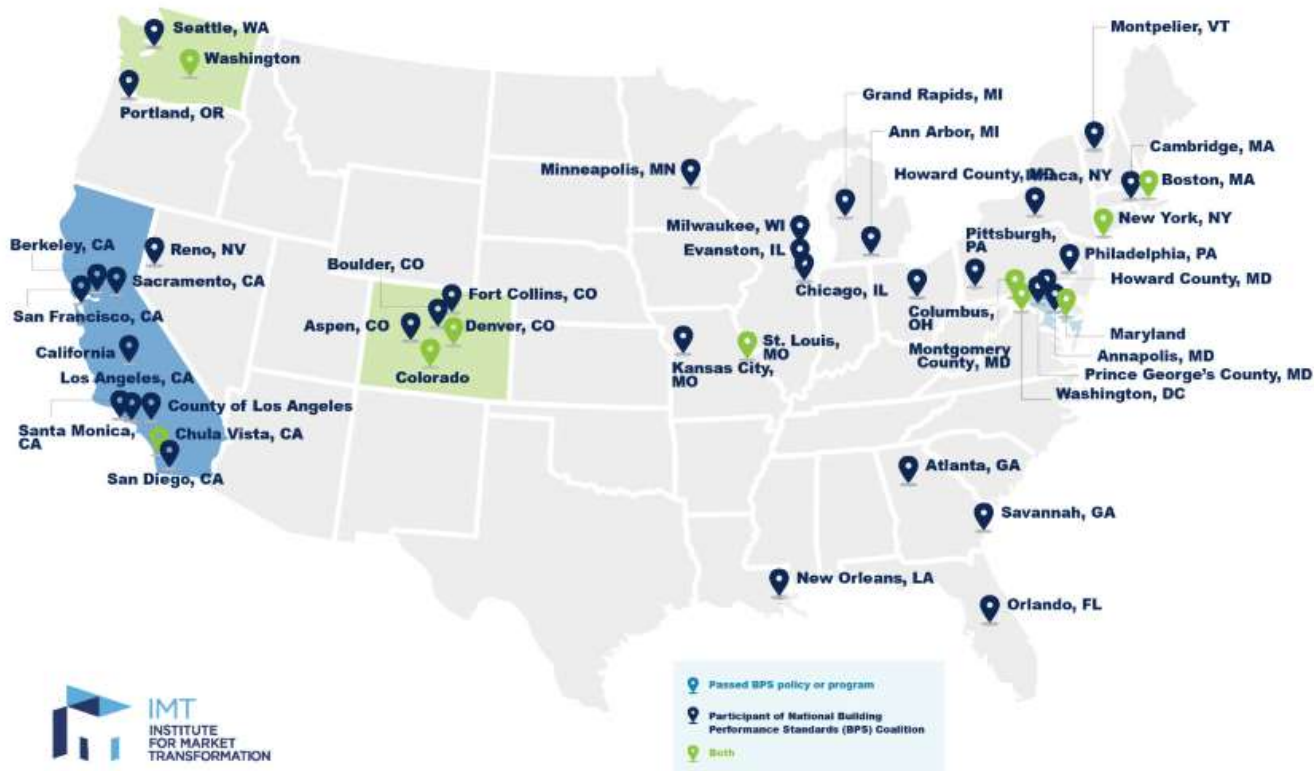 Seattle, WA
Washington
Portland, OR
Montpelier, VT
Grand Rapids, MI
Ann Arbor, MI
Cambridge, MA
Minneapolis, MN
Howard County, MD
Ithaca, NY
Boston, MA
New York, NY
Milwaukee, WI
Evanston, IL
Chicago, IL
Pittsburgh,
PA
Philadelphia, PA
Howard County, MD
Berkeley, CA
Reno, NV
Sacramento, CA
San Francisco, CA
California
Boulder, CO
Fort Collins, CO
Aspen, CO
Denver, CO
Colorado
Kansas City,
MO
St. Louis,
MO
Columbus,
OH
Montgomery
County, MD
Maryland
Annapolis, MD
Prince George's County, MD
Washington, DC
Los Angeles, CA
County of Los Angeles
Santa Monica,
CA
Chula Vista, CA
San Diego, CA
Atlanta, GA
Savannah, GA
New Orleans, LA
Orlando, FL
IMT
INSTITUTE
FOR MARKET
TRANSFORMATION
Passed BPS policy or program
Participant of National Building
Performance Standards (BPS) Coalition
Both